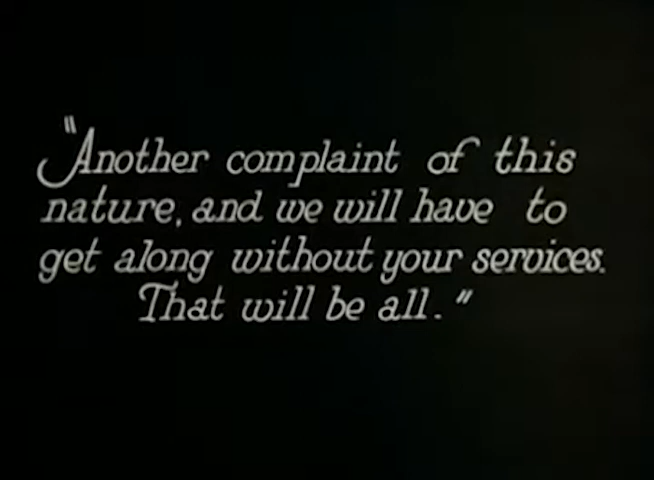 "Another complaint of this
nature, and we will have to
get along without your services.
That will be all."